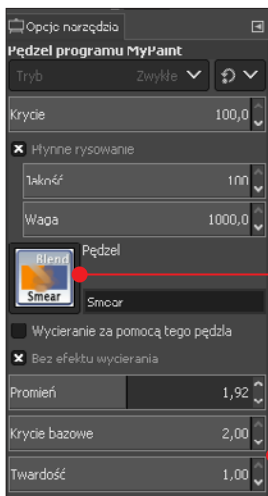 Opcje narzędzia
Pędzel programu MyPaint
Tryb Zwykłe
Krycie 100,0
Płynne rysowanie
Jakość 100
Waga 1000,0
Pędzel
Blend
Smear
Smear
Wycieranie za pomocą tego pędzla
Bez efektu wycierania
Promień 1,92
Krycie bazowe 2,00
Twardość 1,00